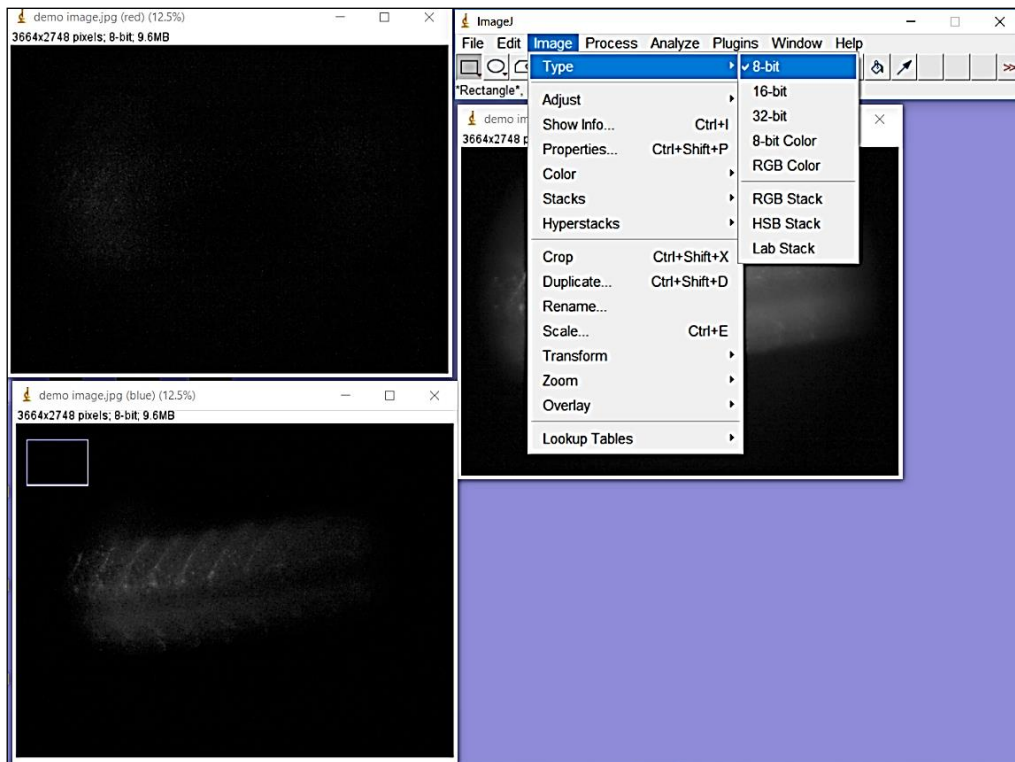 demo image.jpg (red) (12.5%)
3664x2748 pixels; 8-bit; 9.6MB
ImageJ
File Edit Image Process Analyze Plugins Window Help
*Rectangle*,
demo im
3664x2748 p
Type
Adjust
Show Info... Ctrl+I
Properties... Ctrl+Shift+P
Color
Stacks
Hyperstacks
Crop Ctrl+Shift+X
Duplicate... Ctrl+Shift+D
Rename...
Scale... Ctrl+E
Transform
Zoom
Overlay
Lookup Tables
8-bit
16-bit
32-bit
8-bit Color
RGB Color
RGB Stack
HSB Stack
Lab Stack
demo image.jpg (blue) (12.5%)
3664x2748 pixels; 8-bit; 9.6MB